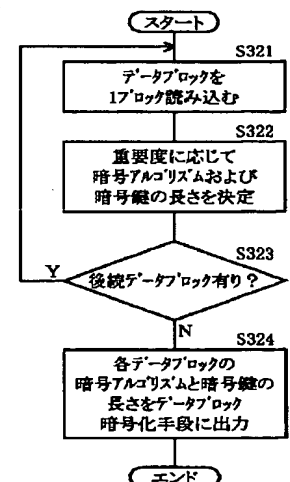 スタート
S321
データブロックを
1ブロック読み込む
S322
重要度に応じて
暗号アルゴリズムおよび
暗号鍵の長さを決定
S323
Y
後続データブロック有り?
N
S324
各データブロックの
暗号アルゴリズムと暗号鍵の
長さをデータブロック
暗号化手段に出力
エンド